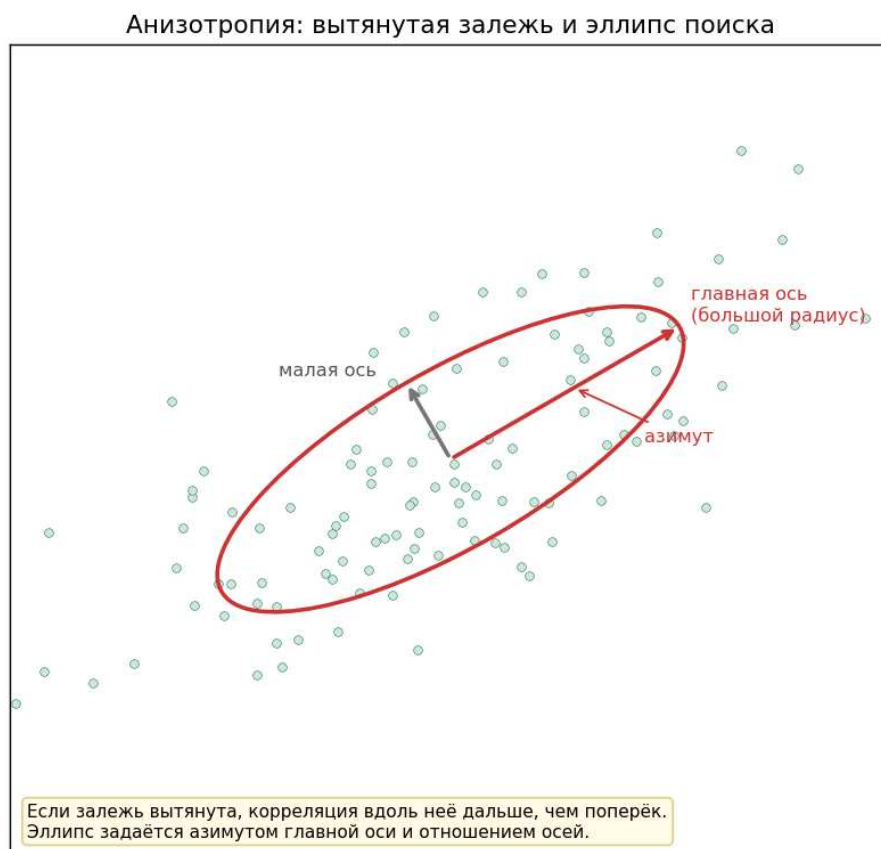 Анизотропия: вытянутая залежь и эллипс поиска
главная ось
(большой радиус)
малая ось
азимут
Если залежь вытянута, корреляция вдоль неё дальше, чем поперёк.
Эллипс задаётся азимутом главной оси и отношением осей.